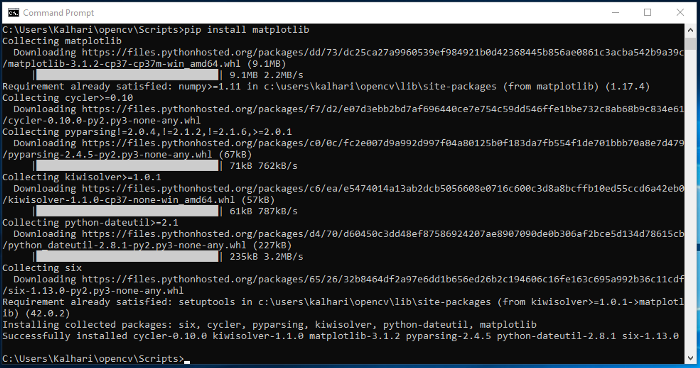 Command Prompt
C:\Users\Kalhari\opencv\Scripts>pip install matplotlib
Collecting matplotlib
Downloading https://files.pythonhosted.org/packages/dd/73/dc25ca27a9960539ef984921b0d42368445b856ae0861c3acba542b9a39c
/matplotlib-3.1.2-cp37-cp37m-win_amd64.whl (9.1MB)
|| 9.1MB 2.2MB/s
Requirement already satisfied: numpy>=1.11 in c:\users\kalhari\opencv\lib\site-packages (from matplotlib) (1.17.4)
Collecting cycler>=0.10
Downloading https://files.pythonhosted.org/packages/f7/d2/e07d3ebb2bd7af696440ce7e754c59dd546ffe1bbe732c8ab68b9c834e61
/cycler-0.10.0-py2.py3-none-any.whl
Collecting pyparsing!=2.0.4,!=2.1.2,!=2.1.6,>=2.0.1
Downloading https://files.pythonhosted.org/packages/c0/0c/fc2e007d9a992d997f04a80125b0f183da7fb554f1de701bbb70a8e7d479
/pyparsing-2.4.5-py2.py3-none-any.whl (67kB)
|| 71kB 762kB/s
Collecting kiwisolver>=1.0.1
Downloading https://files.pythonhosted.org/packages/c6/ea/e5474014a13ab2dcb5056608e0716c600c3d8a8bcffb10ed55ccd6a42eb0
/kiwisolver-1.1.0-cp37-none-win_amd64.whl (57kB)
|| 61kB 787kB/s
Collecting python-dateutil>=2.1
Downloading https://files.pythonhosted.org/packages/d4/70/d60450c3dd48ef87586924207ae8907090de0b306af2bce5d134d78615cb
/python_dateutil-2.8.1-py2.py3-none-any.whl (227kB)
|| 235kB 3.2MB/s
Collecting six
Downloading https://files.pythonhosted.org/packages/65/26/32b8464df2a97e6dd1b656ed26b2c194606c16fe163c695a992b36c11cdf
/six-1.13.0-py2.py3-none-any.whl
Requirement already satisfied: setuptools in c:\users\kalhari\opencv\lib\site-packages (from kiwisolver>=1.0.1->matplotl
ib) (42.0.2)
Installing collected packages: six, cycler, pyparsing, kiwisolver, python-dateutil, matplotlib
Successfully installed cycler-0.10.0 kiwisolver-1.1.0 matplotlib-3.1.2 pyparsing-2.4.5 python-dateutil-2.8.1 six-1.13.0
C:\Users\Kalhari\opencv\Scripts>